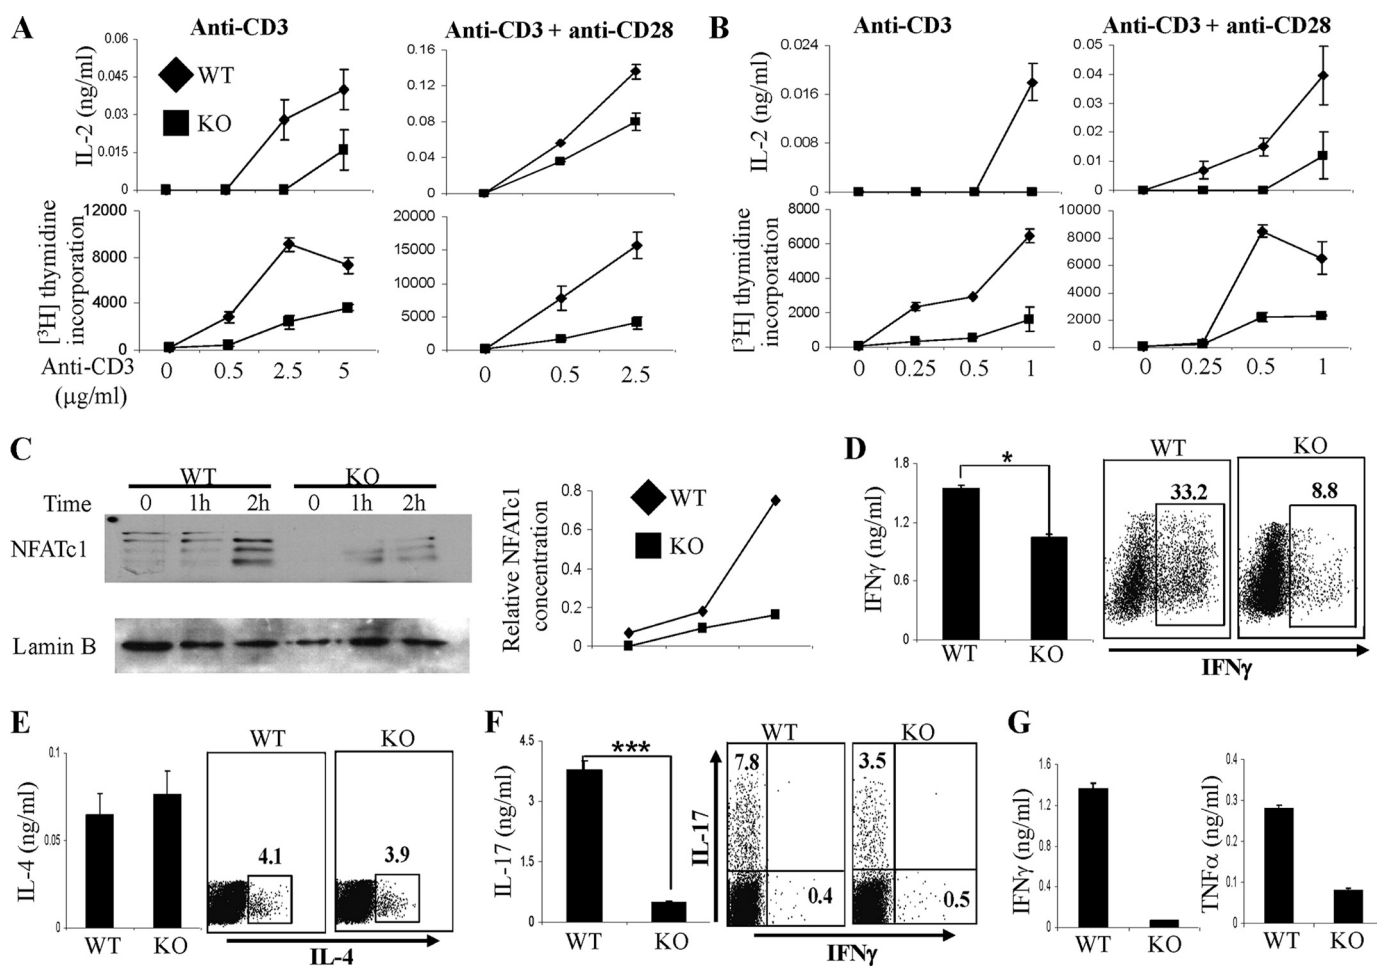 A
Anti-CD3
Anti-CD3 + anti-CD28
IL-2 (ng/ml)
0.06
0.045
0.03
0.015
0
WT
KO
0.16
0.12
0.08
0.04
0
[³H] thymidine
incorporation
12000
8000
4000
0
20000
15000
10000
5000
0
Anti-CD3
(μg/ml)
0 0.5 2.5 5
0 0.5 2.5
B
Anti-CD3
Anti-CD3 + anti-CD28
IL-2 (ng/ml)
0.024
0.016
0.008
0
0.05
0.04
0.03
0.02
0.01
0
[³H] thymidine
incorporation
8000
6000
4000
2000
0
10000
8000
6000
4000
2000
0
0 0.25 0.5 1
0 0.25 0.5 1
C
WT KO
Time 0 1h 2h 0 1h 2h
NFATc1
Lamin B
Relative NFATc1
concentration
0.8
0.6
0.4
0.2
0
WT
KO
D
IFNγ (ng/ml)
1.8
1.2
0.6
0
*
WT KO
WT KO
33.2 8.8
IFNγ
E
IL-4 (ng/ml)
0.1
0.05
0
WT KO
WT KO
4.1 3.9
IL-4
F
IL-17 (ng/ml)
4.5
3
1.5
0
***
WT KO
WT KO
IL-17
7.8 3.5
0.4 0.5
IFNγ
G
IFNγ (ng/ml)
1.6
1.2
0.8
0.4
0
WT KO
TNFα (ng/ml)
0.4
0.3
0.2
0.1
0
WT KO